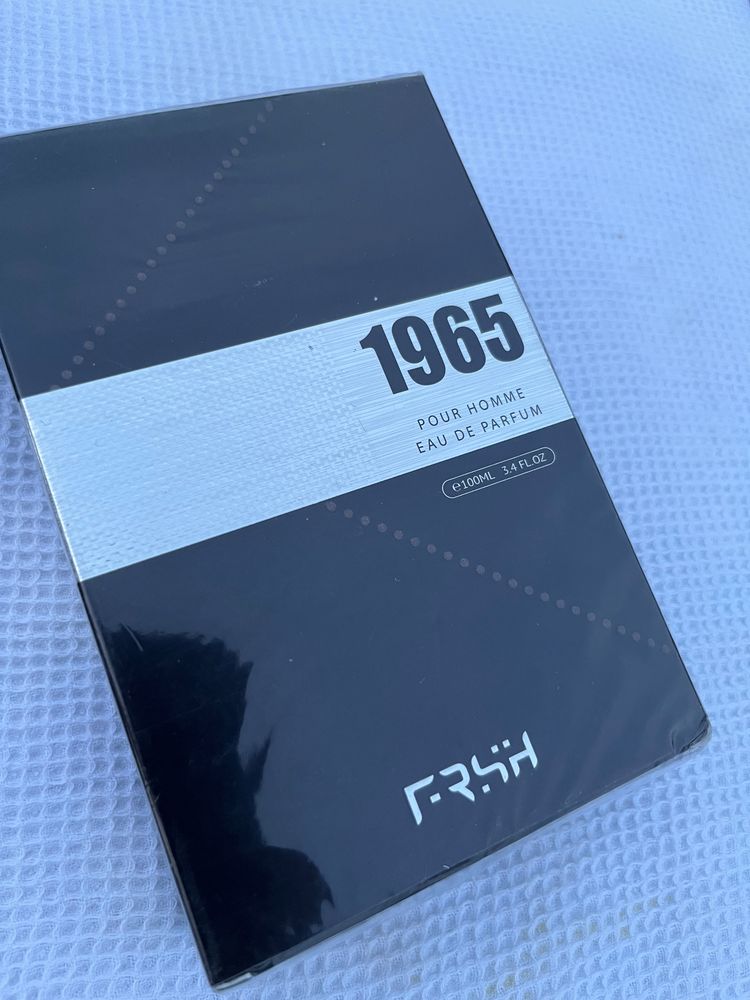 1965
POUR HOMME
EAU DE PARFUM
℮100ML 3.4 FL.OZ
FRSH